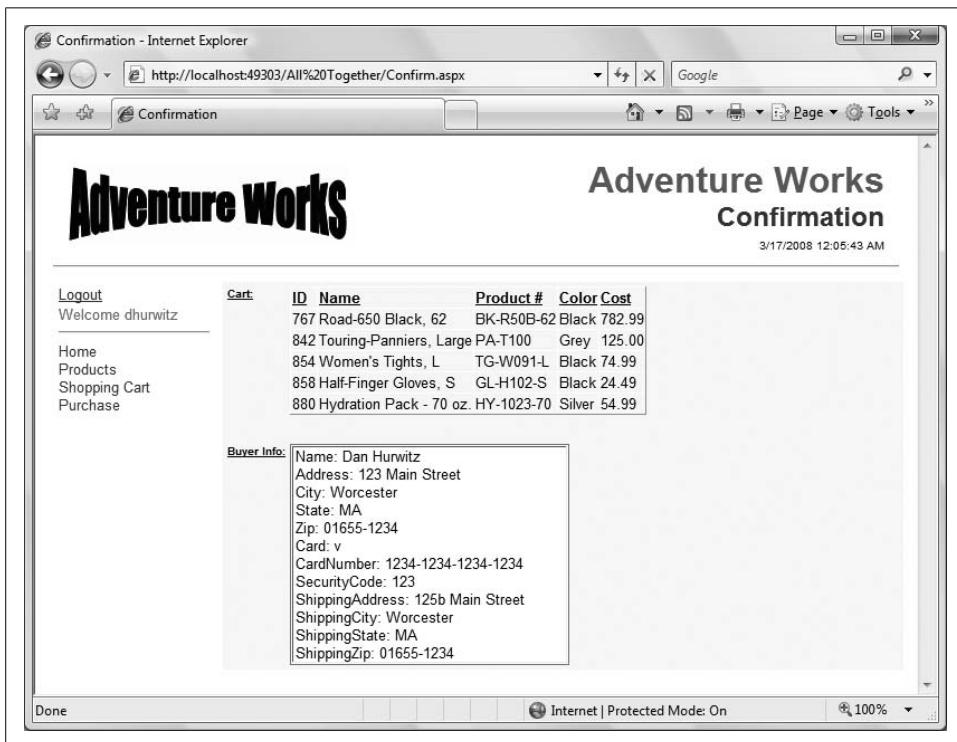 Confirmation - Internet Explorer
http://localhost:49303/All%20Together/Confirm.aspx
Google
Confirmation
Page
Tools
Adventure Works
Adventure Works
Confirmation
3/17/2008 12:05:43 AM
Logout
Welcome dhurwitz
Home
Products
Shopping Cart
Purchase
Cart:
ID Name Product # Color Cost
767 Road-650 Black, 62 BK-R50B-62 Black 782.99
842 Touring-Panniers, Large PA-T100 Grey 125.00
854 Women's Tights, L TG-W091-L Black 74.99
858 Half-Finger Gloves, S GL-H102-S Black 24.49
880 Hydration Pack - 70 oz. HY-1023-70 Silver 54.99
Buyer Info:
Name: Dan Hurwitz
Address: 123 Main Street
City: Worcester
State: MA
Zip: 01655-1234
Card: v
CardNumber: 1234-1234-1234-1234
SecurityCode: 123
ShippingAddress: 125b Main Street
ShippingCity: Worcester
ShippingState: MA
ShippingZip: 01655-1234
Done
Internet | Protected Mode: On
100%